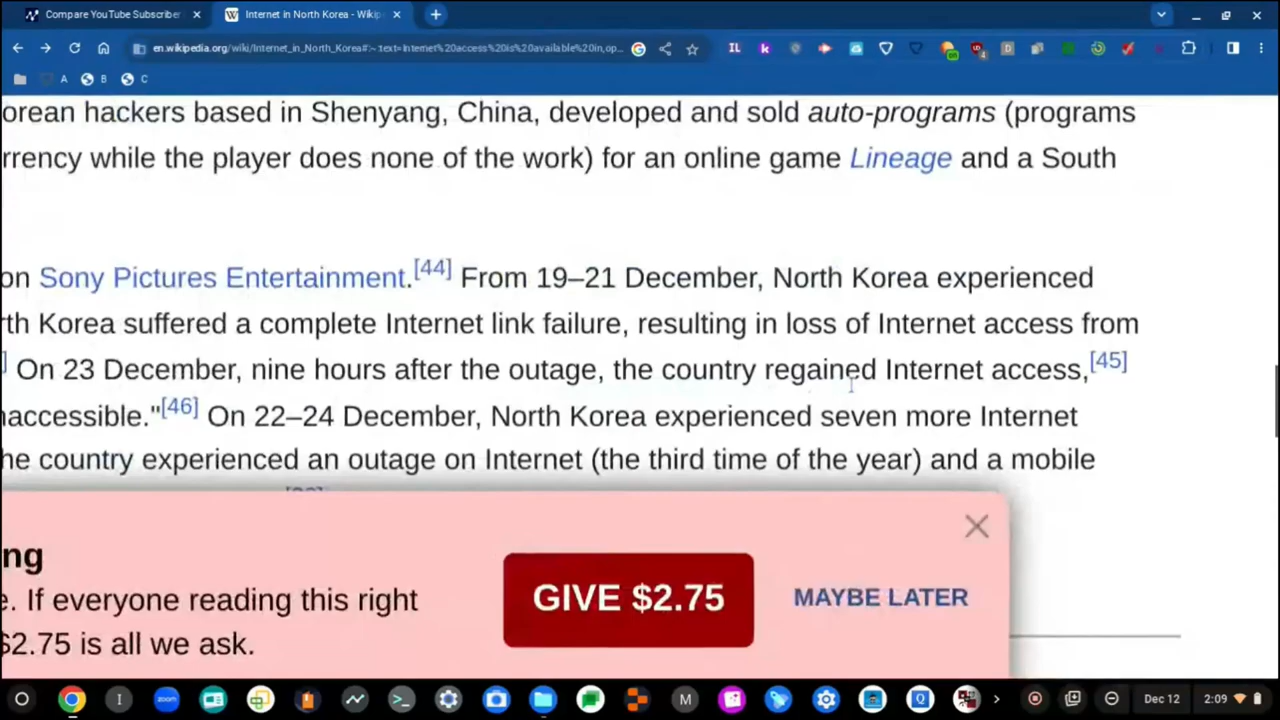 Compare YouTube Subscriber
Internet in North Korea - Wikip
en.wikipedia.org/wiki/Internet_in_North_Korea#:~:text=Internet%20access%20is%20available%20in,op...
A B C
orean hackers based in Shenyang, China, developed and sold auto-programs (programs
rrency while the player does none of the work) for an online game Lineage and a South
on Sony Pictures Entertainment.[44] From 19–21 December, North Korea experienced
rth Korea suffered a complete Internet link failure, resulting in loss of Internet access from
] On 23 December, nine hours after the outage, the country regained Internet access,[45]
naccessible."[46] On 22–24 December, North Korea experienced seven more Internet
he country experienced an outage on Internet (the third time of the year) and a mobile
ng
e. If everyone reading this right
$2.75 is all we ask.
GIVE $2.75
MAYBE LATER
zoom
Dec 12
2:09